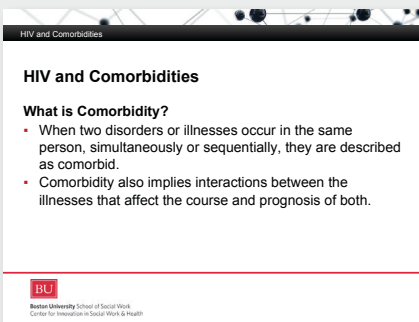 HIV and Comorbidities
HIV and Comorbidities
What is Comorbidity?
▪ When two disorders or illnesses occur in the same
person, simultaneously or sequentially, they are described
as comorbid.
▪ Comorbidity also implies interactions between the
illnesses that affect the course and prognosis of both.
BU
Boston University School of Social Work
Center for Innovation in Social Work & Health